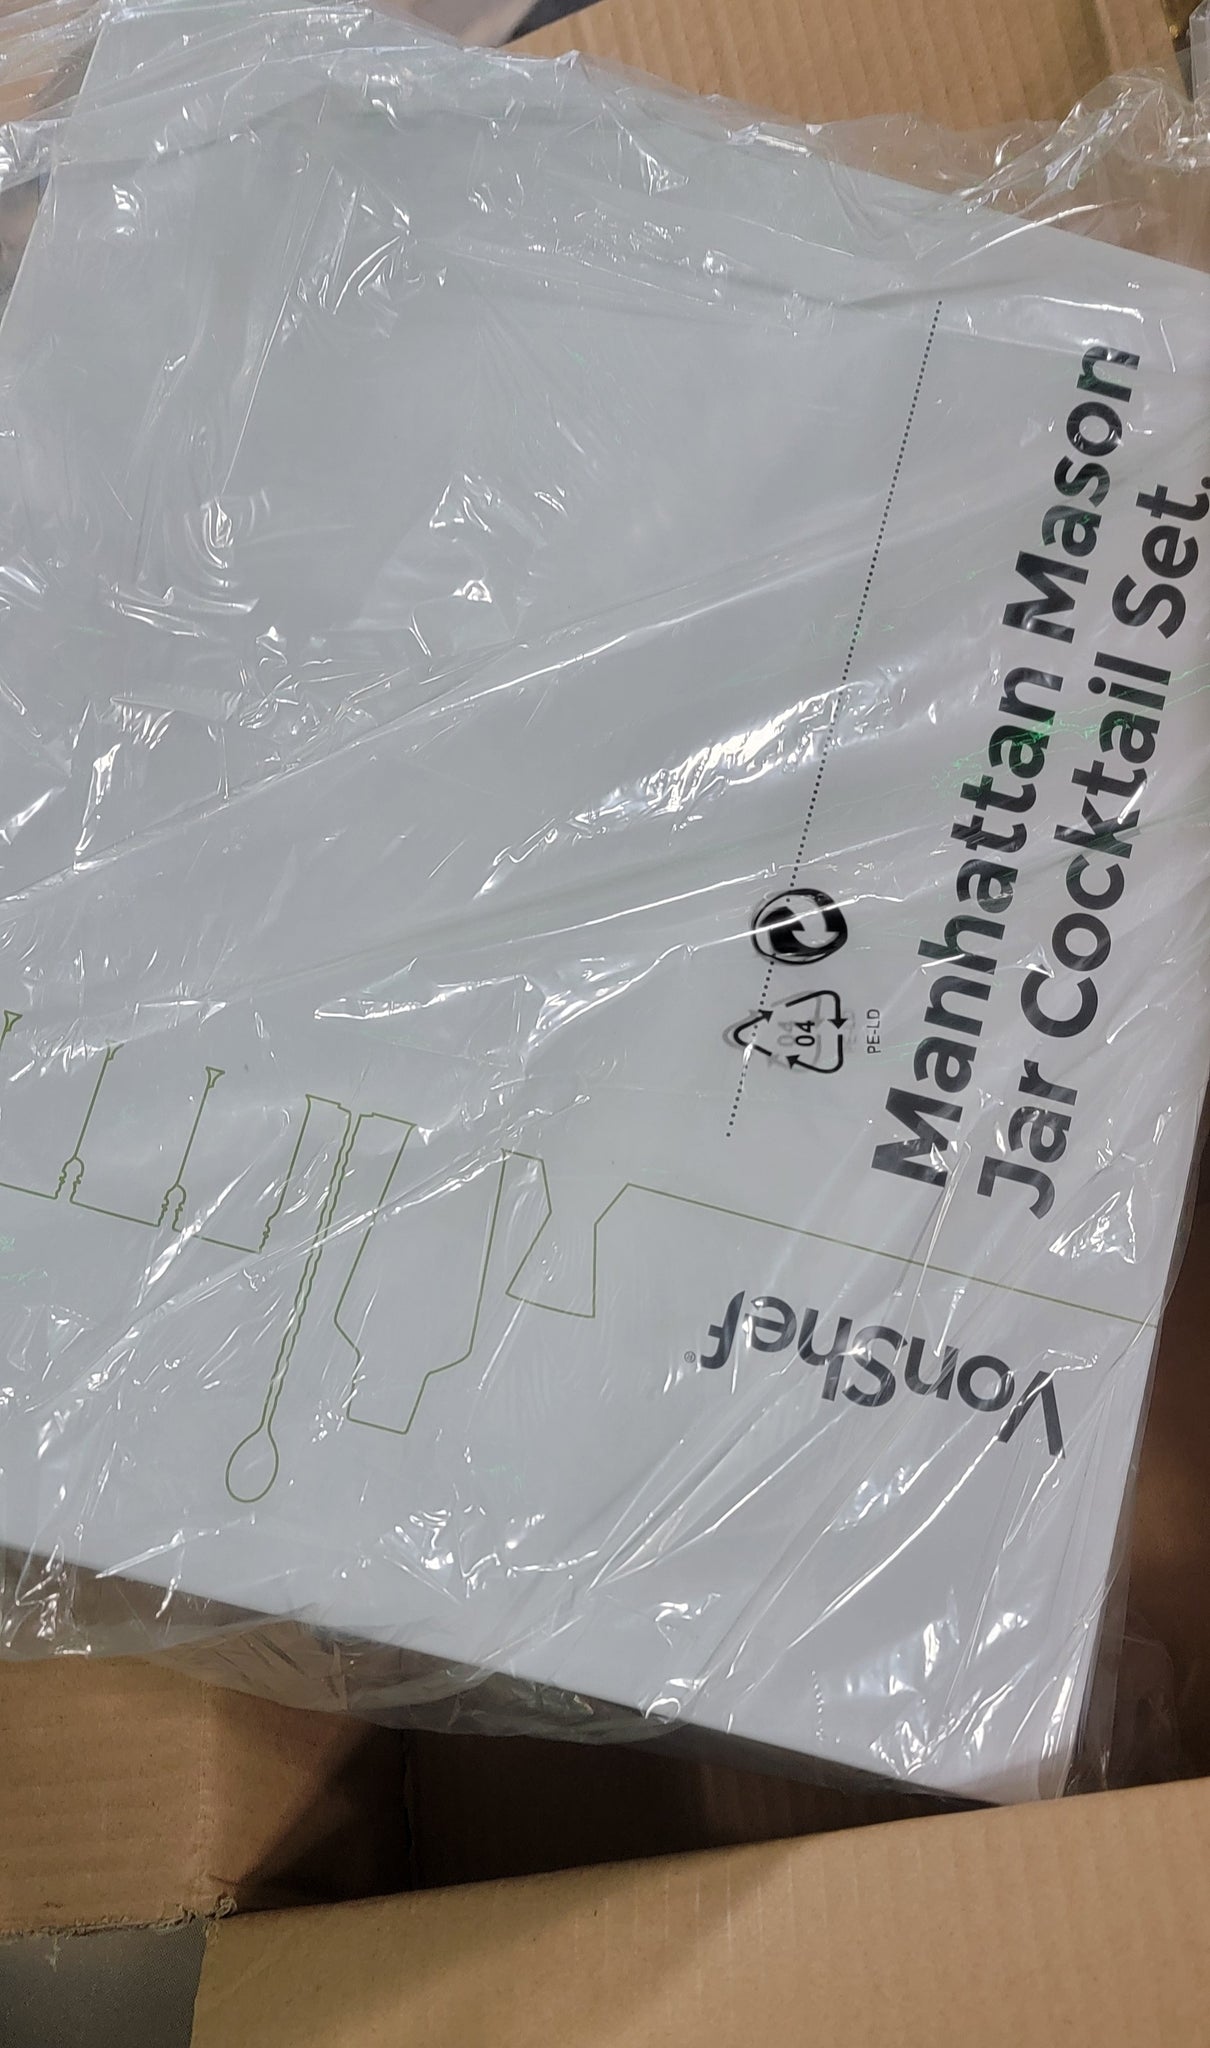 Manhattan Mason
Jar Cocktail Set.
VonShef®
04
PE-LD